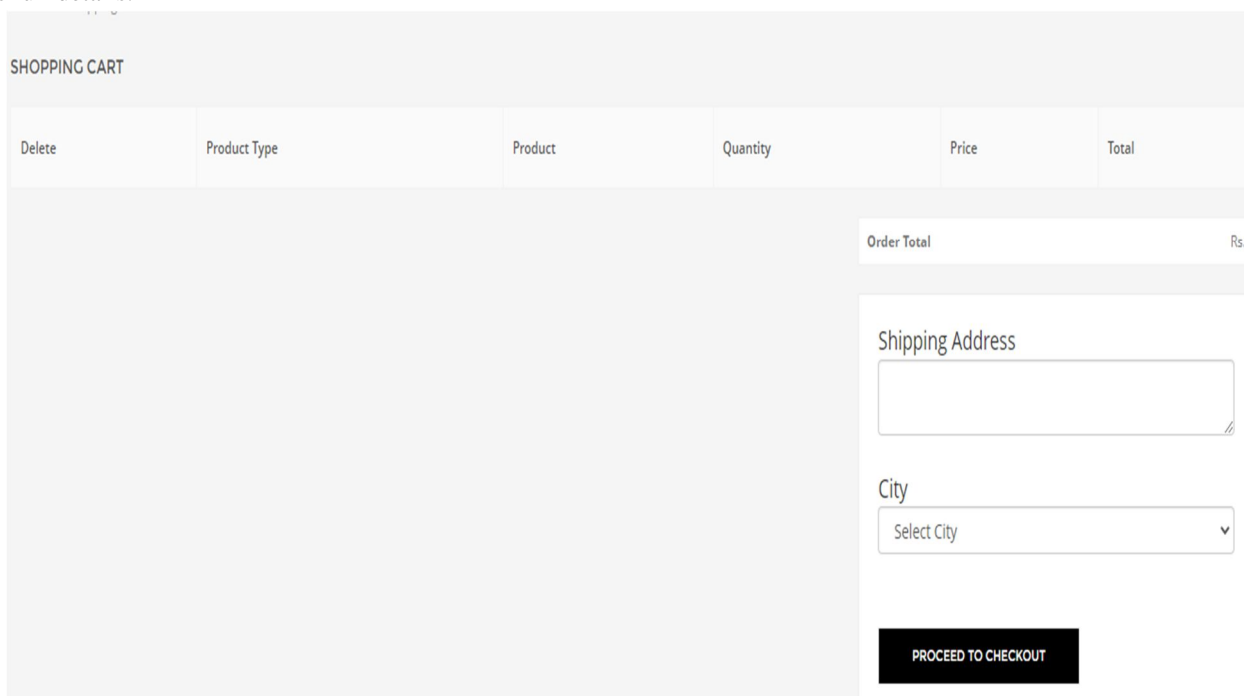 SHOPPING CART
Delete Product Type Product Quantity Price Total
Order Total Rs.
Shipping Address
City
Select City
PROCEED TO CHECKOUT